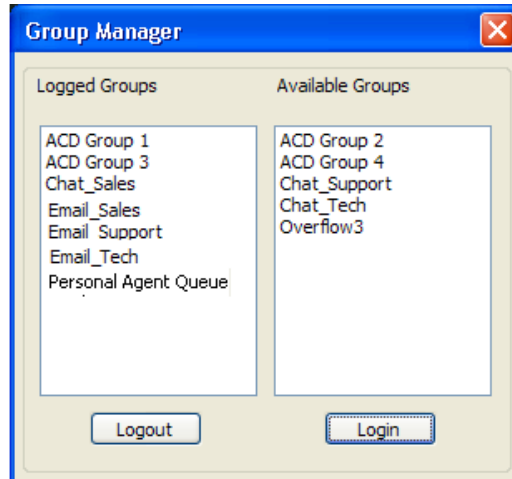 Group Manager
Logged Groups
Available Groups
ACD Group 1
ACD Group 3
Chat_Sales
Email_Sales
Email_Support
Email_Tech
Personal Agent Queue
ACD Group 2
ACD Group 4
Chat_Support
Chat_Tech
Overflow3
Logout
Login